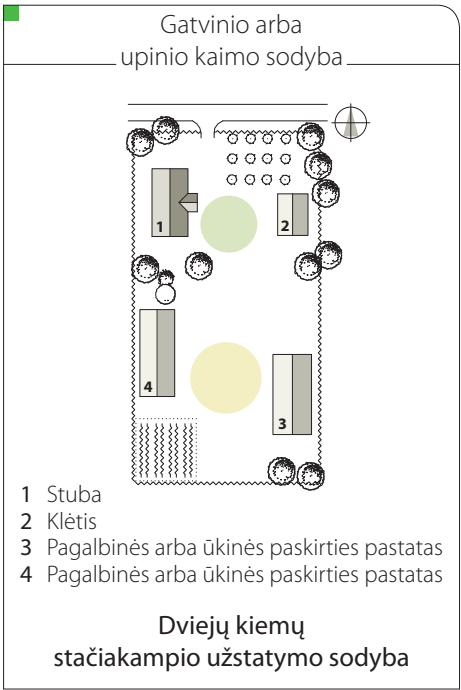 Gatvinio arba
upinio kaimo sodyba
1
2
4
3
1 Stuba
2 Klėtis
3 Pagalbinės arba ūkinės paskirties pastatas
4 Pagalbinės arba ūkinės paskirties pastatas
Dviejų kiemų
stačiakampio užstatymo sodyba